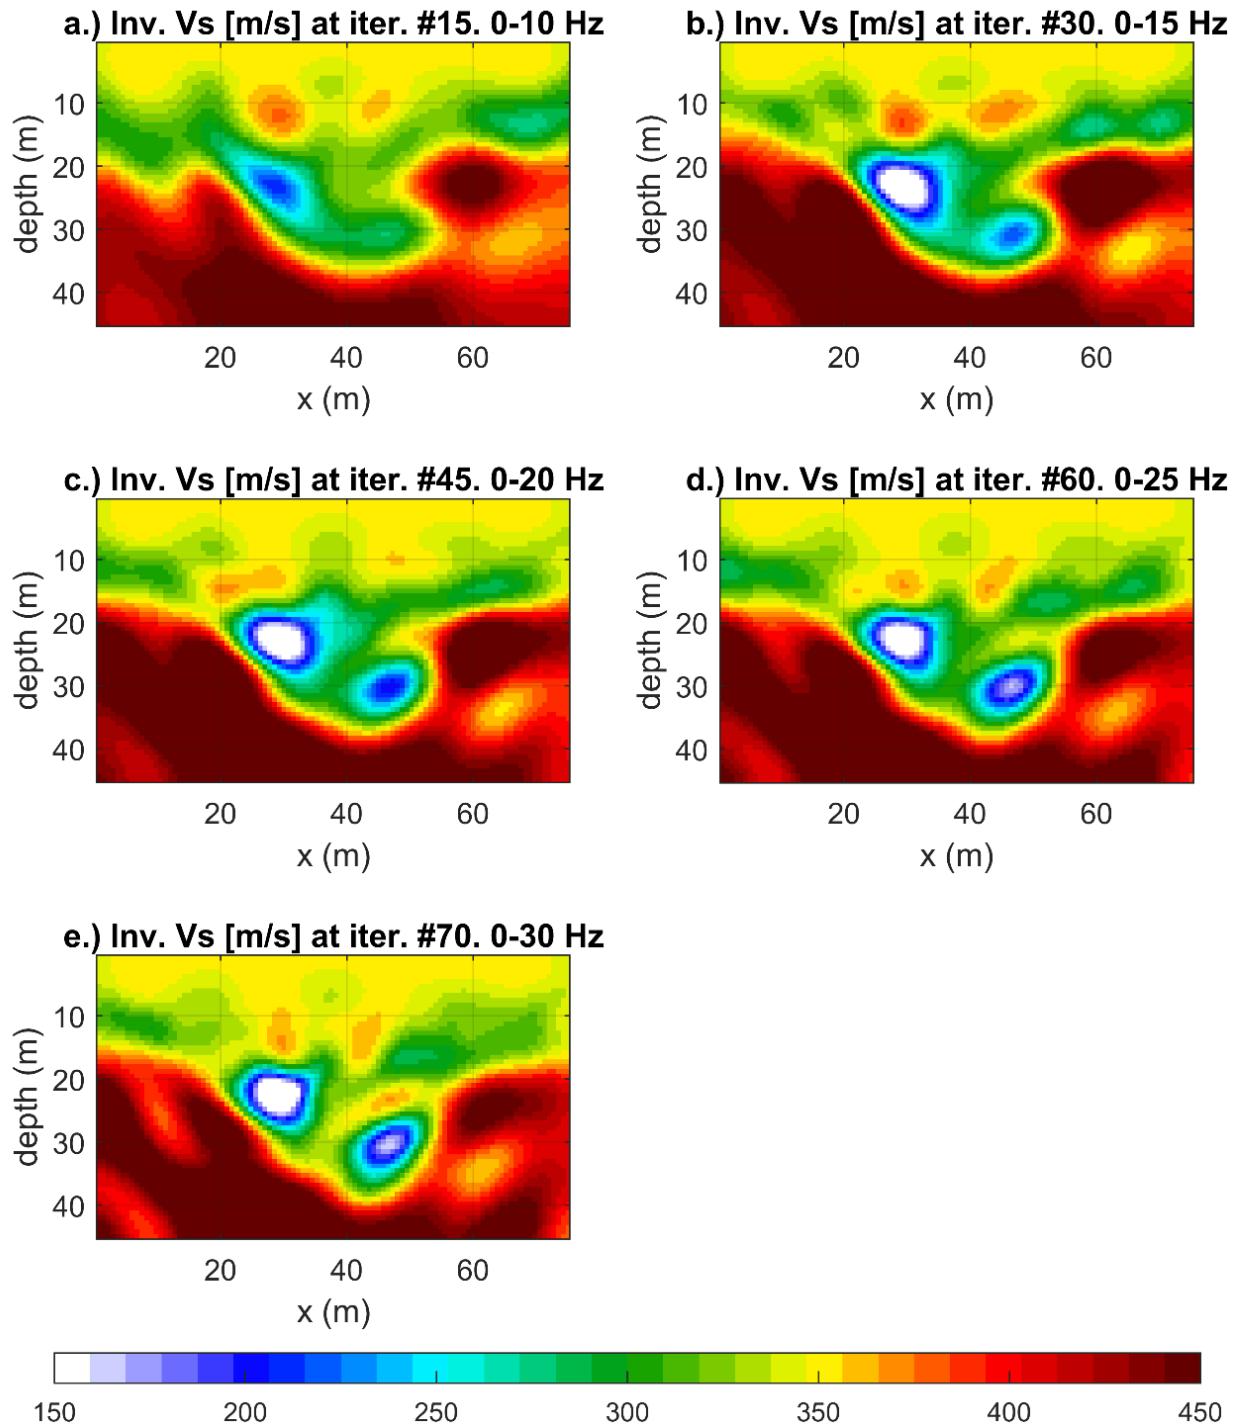 a.) Inv. Vs [m/s] at iter. #15. 0-10 Hz
depth (m)
10
20
30
40
20 40 60
x (m)
b.) Inv. Vs [m/s] at iter. #30. 0-15 Hz
depth (m)
10
20
30
40
20 40 60
x (m)
c.) Inv. Vs [m/s] at iter. #45. 0-20 Hz
depth (m)
10
20
30
40
20 40 60
x (m)
d.) Inv. Vs [m/s] at iter. #60. 0-25 Hz
depth (m)
10
20
30
40
20 40 60
x (m)
e.) Inv. Vs [m/s] at iter. #70. 0-30 Hz
depth (m)
10
20
30
40
20 40 60
x (m)
150 200 250 300 350 400 450